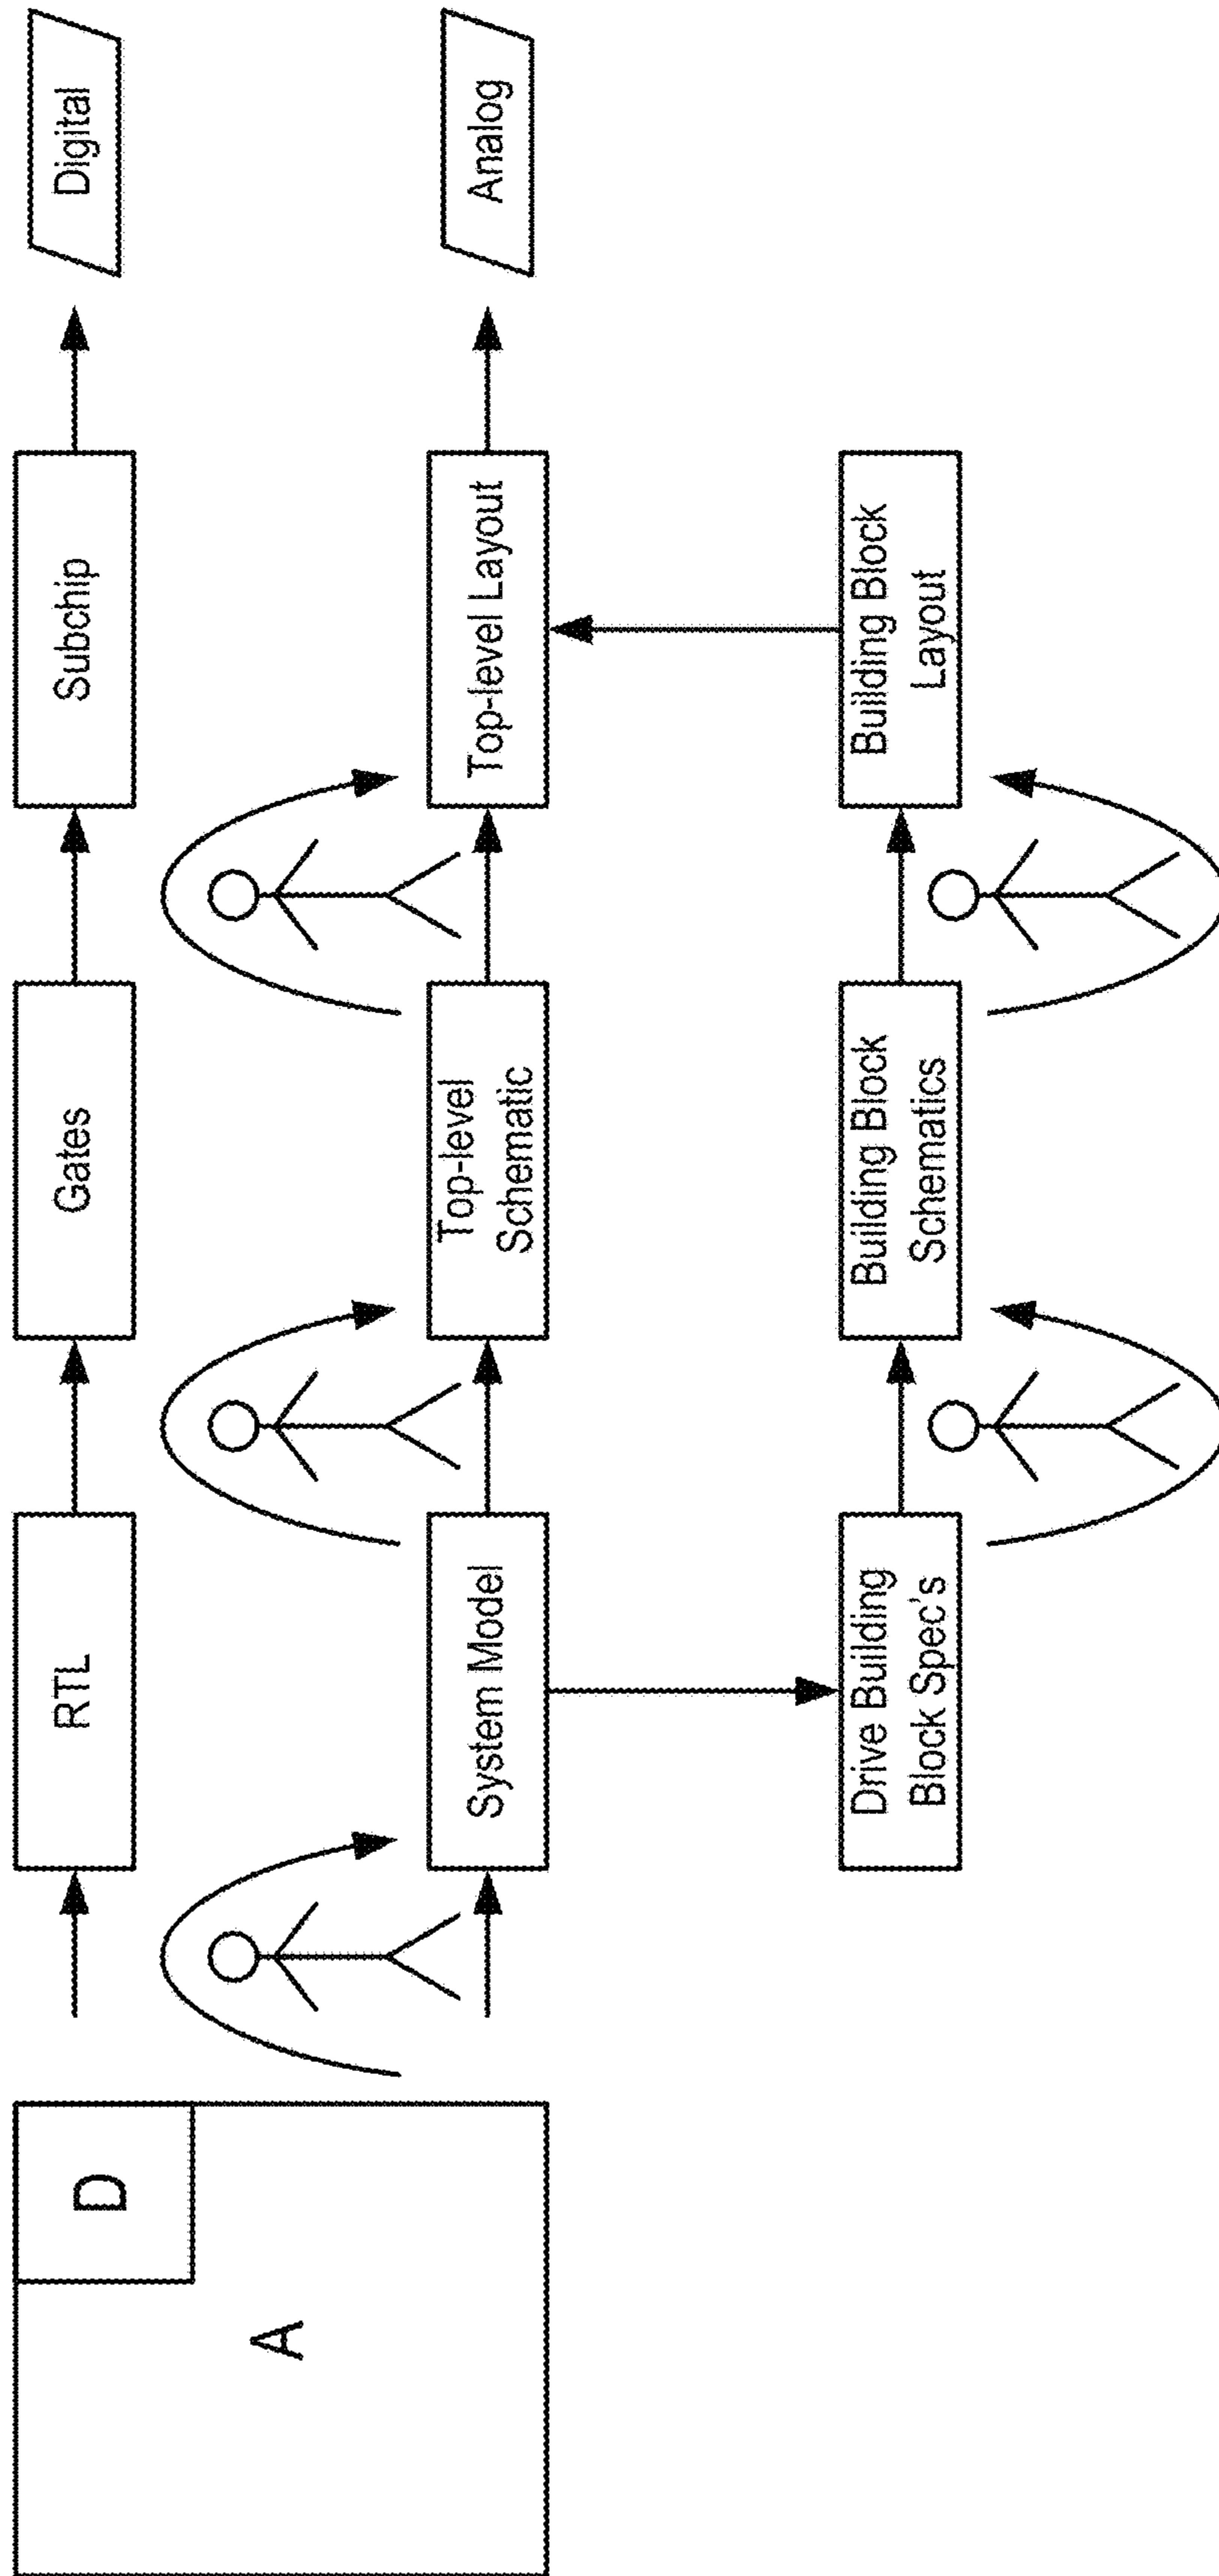 D
A
RTL
Gates
Subchip
Digital
System Model
Top-level
Schematic
Top-level Layout
Analog
Drive Building
Block Spec's
Building Block
Schematics
Building Block
Layout